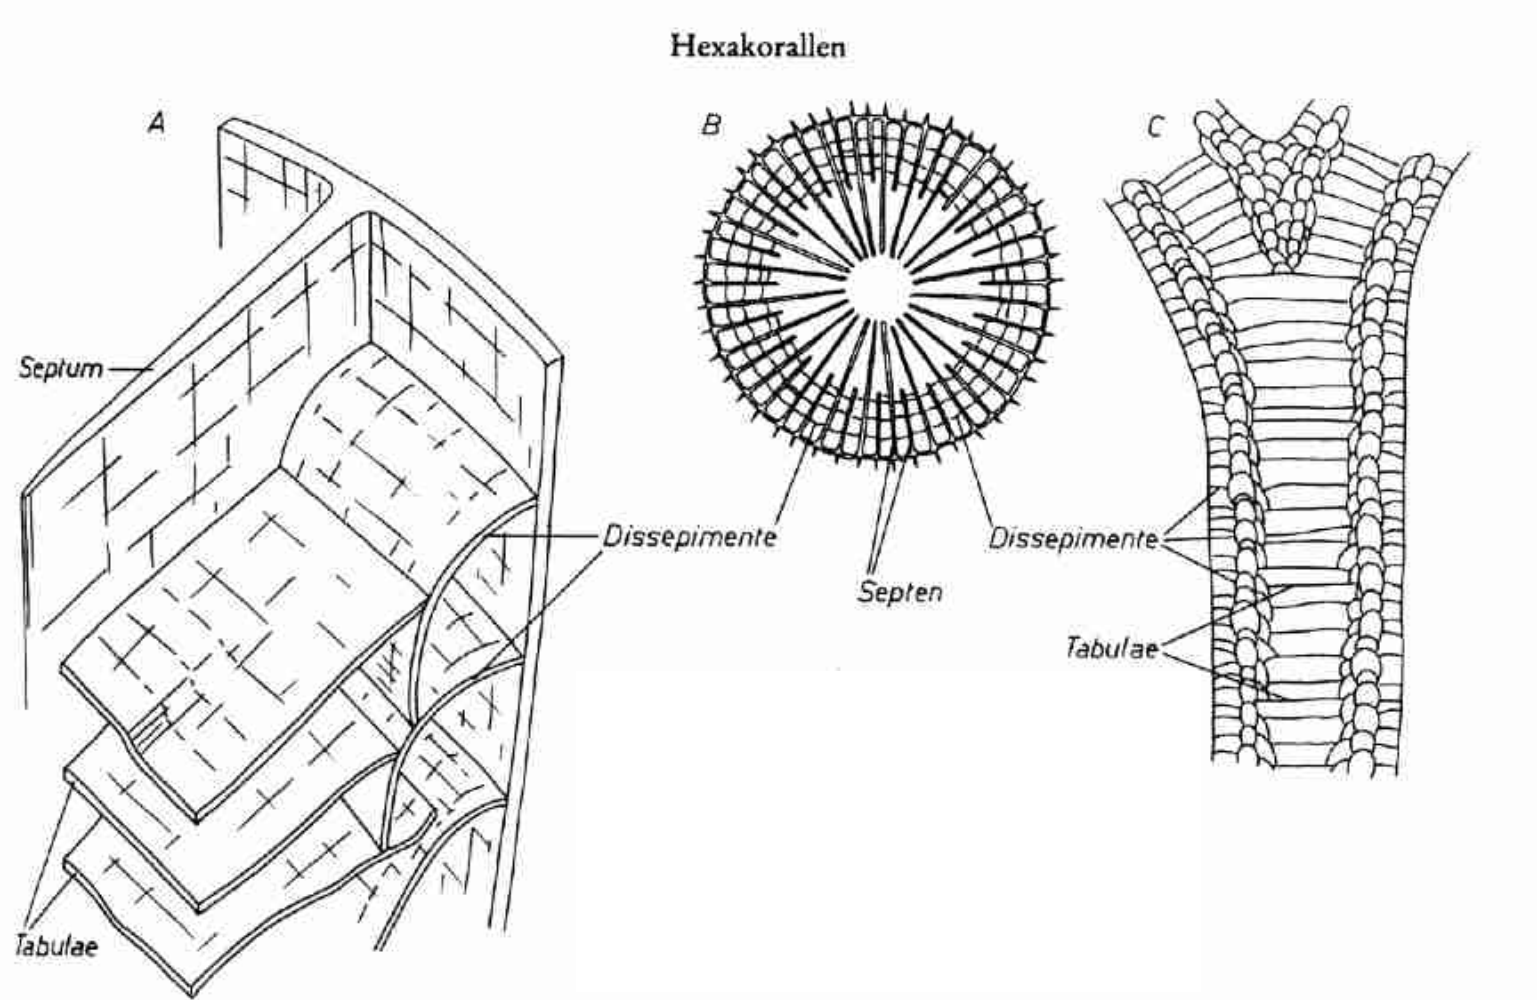 Hexakorallen
A
B
C
Septum
Dissepimente
Dissepimente
Septen
Tabulae
Tabulae